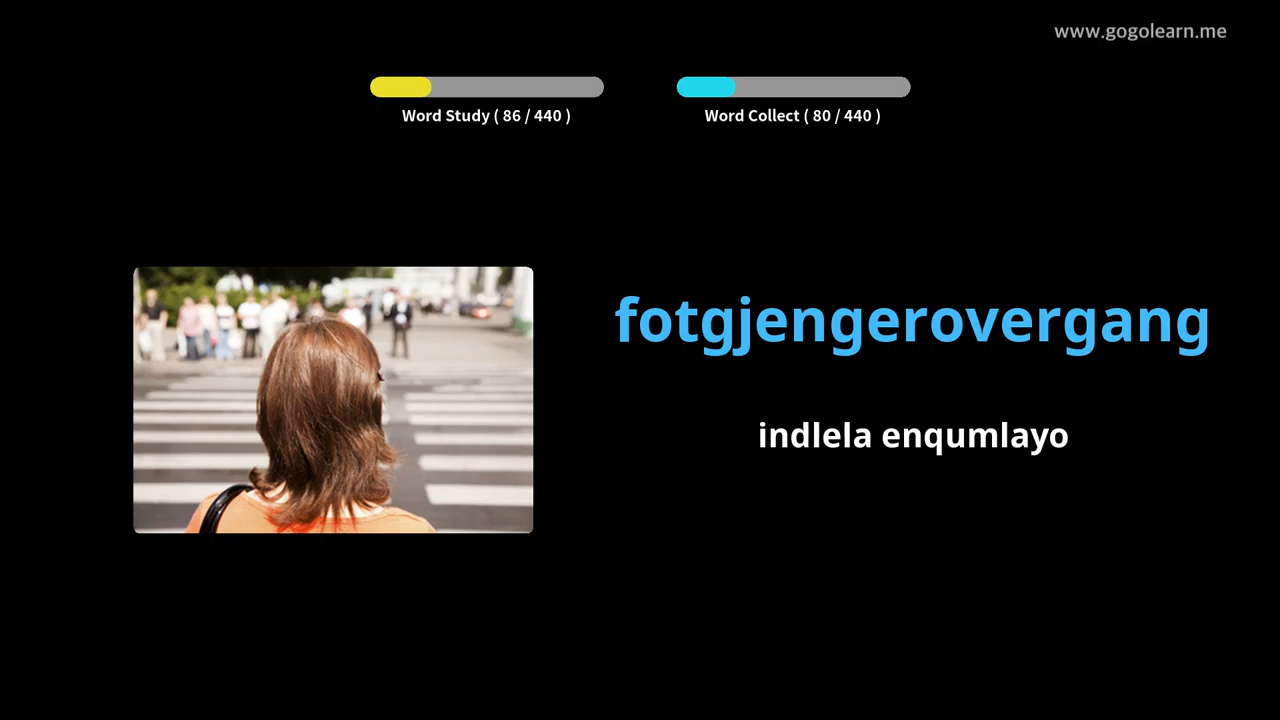 www.gogolearn.me
Word Study ( 86 / 440 )
Word Collect ( 80 / 440 )
fotgjengerovergang
indlela enqumlayo